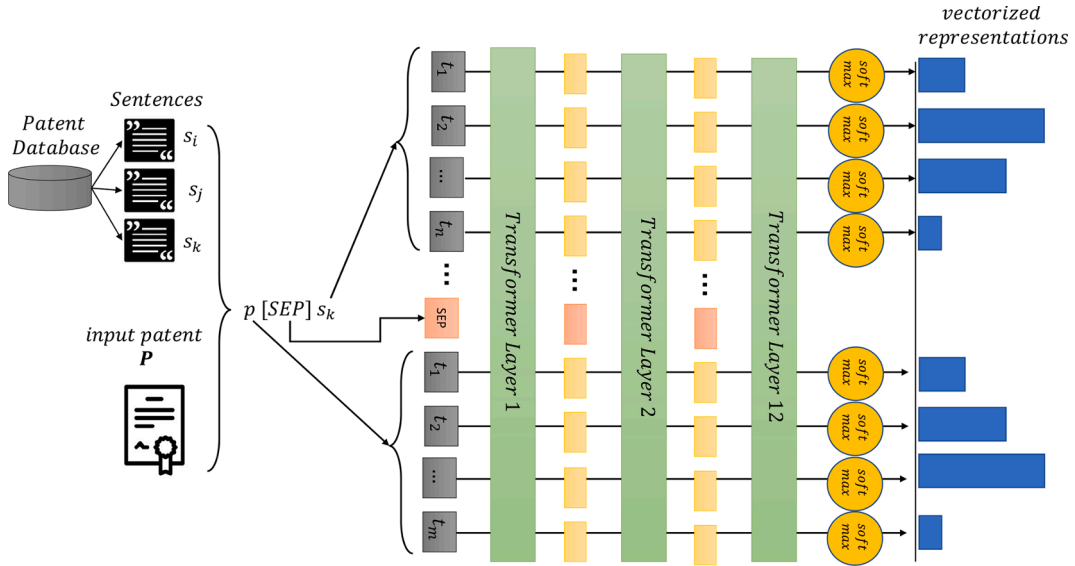 vectorized
representations
Sentences
Patent
Database
s_i
s_j
s_k
input patent
P
p [SEP] s_k
t_1
t_2
...
t_n
...
SEP
t_1
t_2
...
t_m
Transformer Layer 1
...
Transformer Layer 2
...
Transformer Layer 12
soft
max
soft
max
soft
max
soft
max
soft
max
soft
max
soft
max
soft
max